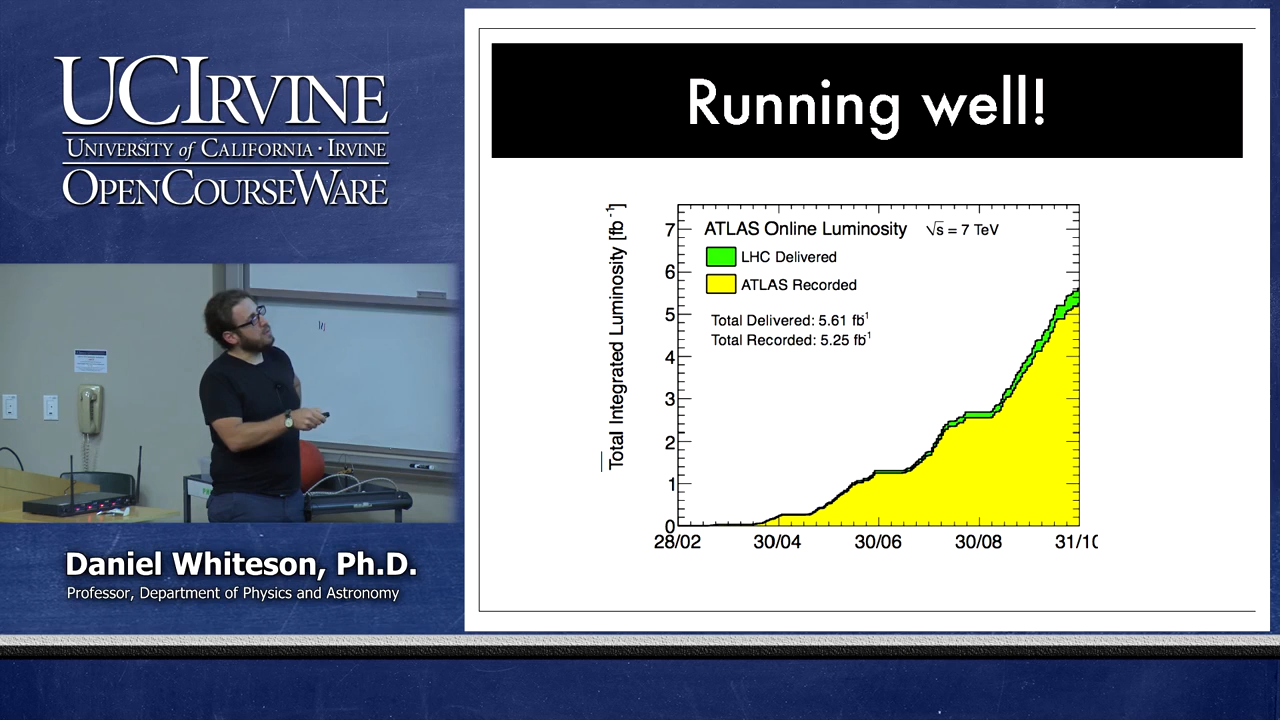 UCIRVINE
UNIVERSITY of CALIFORNIA · IRVINE
OPENCOURSEWARE
Daniel Whiteson, Ph.D.
Professor, Department of Physics and Astronomy
Running well!
Total Integrated Luminosity [fb⁻¹]
ATLAS Online Luminosity √s = 7 TeV
LHC Delivered
ATLAS Recorded
Total Delivered: 5.61 fb⁻¹
Total Recorded: 5.25 fb⁻¹
7
6
5
4
3
2
1
0
28/02 30/04 30/06 30/08 31/10